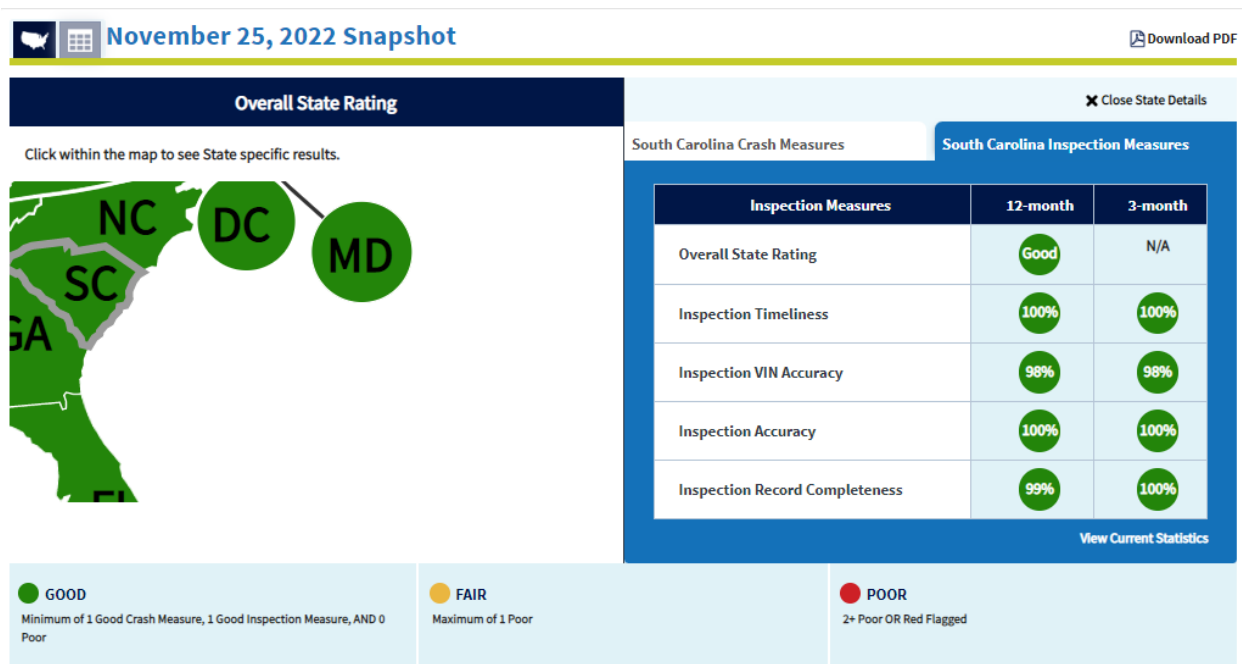 November 25, 2022 Snapshot
Download PDF
Overall State Rating
Click within the map to see State specific results.
NC
DC
MD
SC
GA
FL
Close State Details
South Carolina Crash Measures
South Carolina Inspection Measures
Inspection Measures 12-month 3-month
Overall State Rating Good N/A
Inspection Timeliness 100% 100%
Inspection VIN Accuracy 98% 98%
Inspection Accuracy 100% 100%
Inspection Record Completeness 99% 100%
View Current Statistics
GOOD
Minimum of 1 Good Crash Measure, 1 Good Inspection Measure, AND 0
Poor
FAIR
Maximum of 1 Poor
POOR
2+ Poor OR Red Flagged